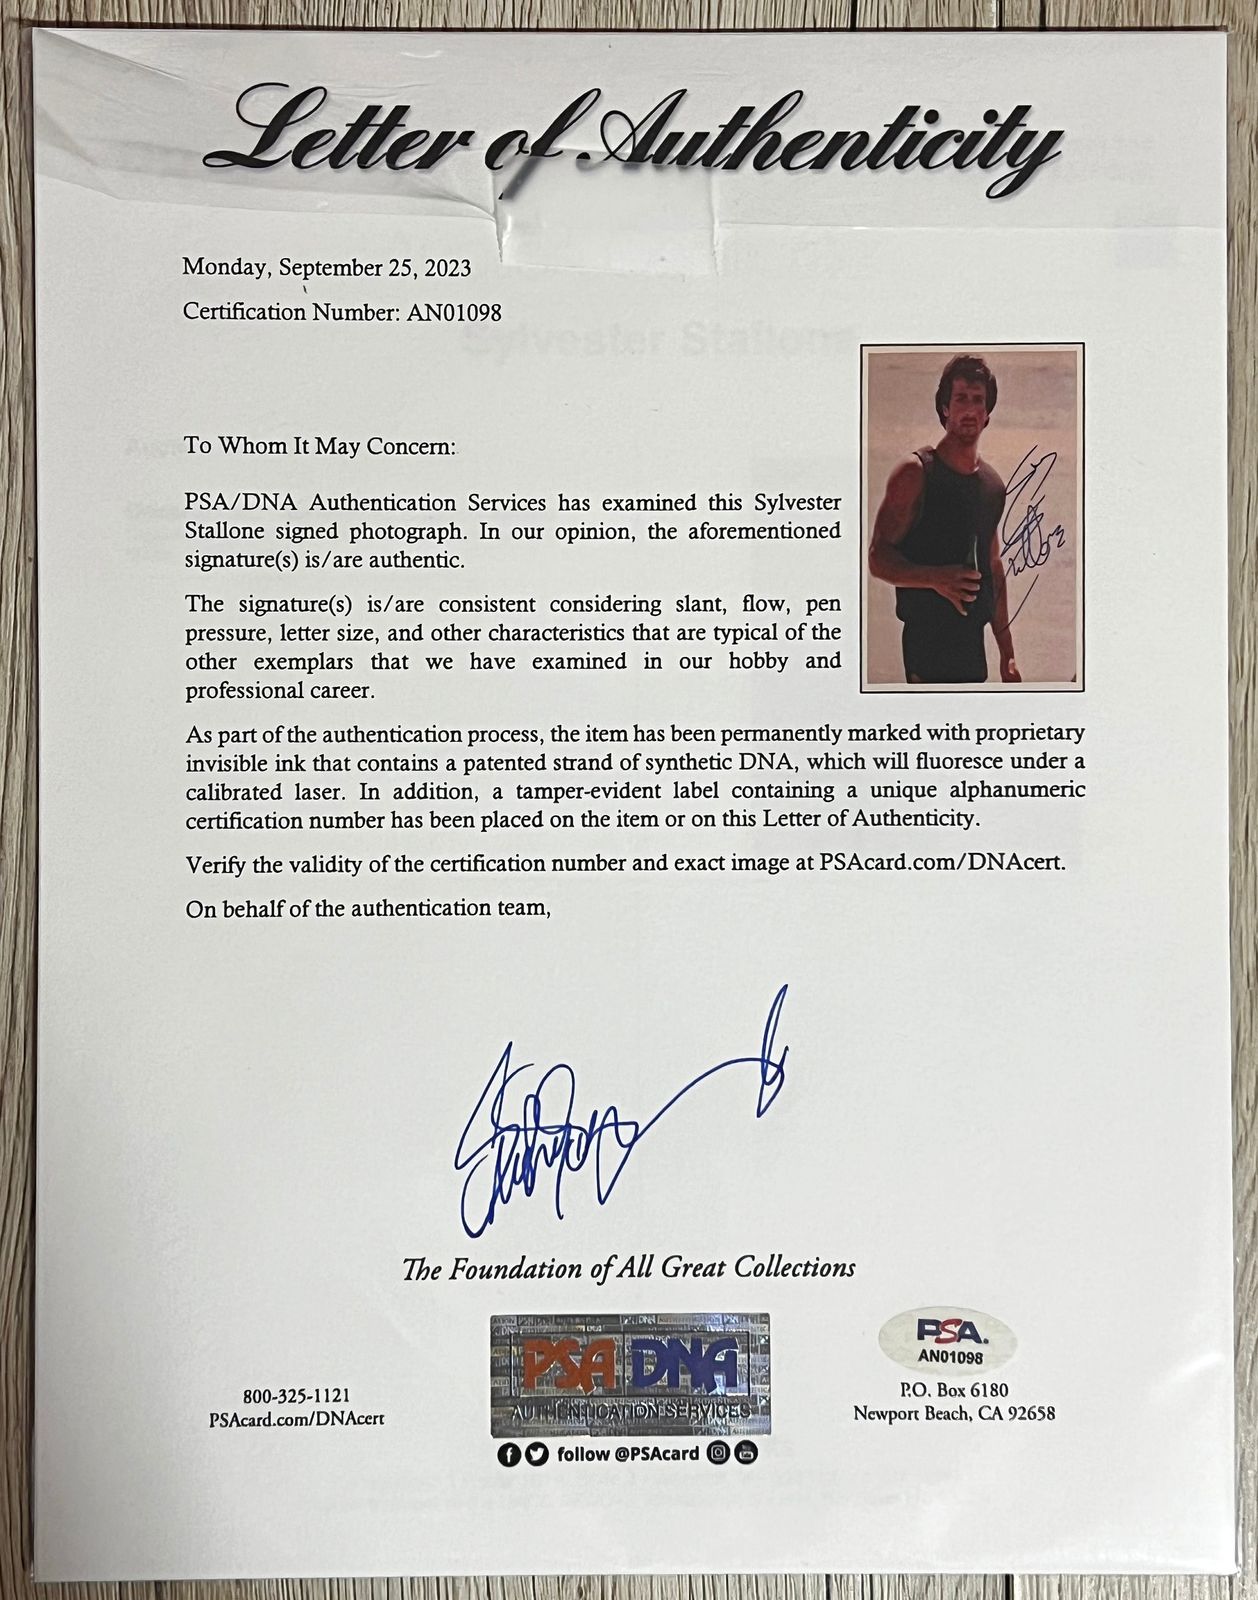 Letter of Authenticity
Monday, September 25, 2023
Certification Number: AN01098
Sylvester Stallone
To Whom It May Concern:
PSA/DNA Authentication Services has examined this Sylvester
Stallone signed photograph. In our opinion, the aforementioned
signature(s) is/are authentic.
The signature(s) is/are consistent considering slant, flow, pen
pressure, letter size, and other characteristics that are typical of the
other exemplars that we have examined in our hobby and
professional career.
As part of the authentication process, the item has been permanently marked with proprietary
invisible ink that contains a patented strand of synthetic DNA, which will fluoresce under a
calibrated laser. In addition, a tamper-evident label containing a unique alphanumeric
certification number has been placed on the item or on this Letter of Authenticity.
Verify the validity of the certification number and exact image at PSAcard.com/DNAcert.
On behalf of the authentication team,
The Foundation of All Great Collections
800-325-1121
PSAcard.com/DNAcert
PSA DNA
AUTHENTICATION SERVICES
follow @PSAcard
PSA.
AN01098
P.O. Box 6180
Newport Beach, CA 92658